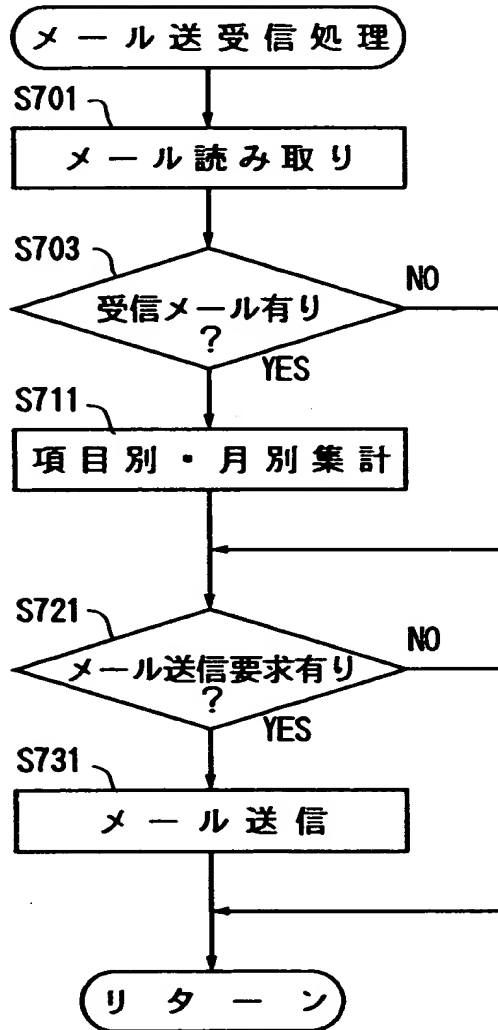 メール送受信処理
S701
メール読み取り
S703
受信メール有り
?
NO
YES
S711
項目別・月別集計
S721
メール送信要求有り
?
NO
YES
S731
メール送信
リターン